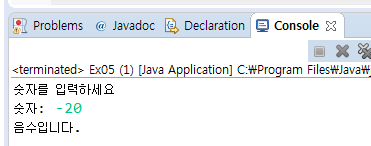 Problems @ Javadoc Declaration Console
<terminated> Ex05 (1) [Java Application] C:₩Program Files₩Java₩
숫자를 입력하세요
숫자: -20
음수입니다.